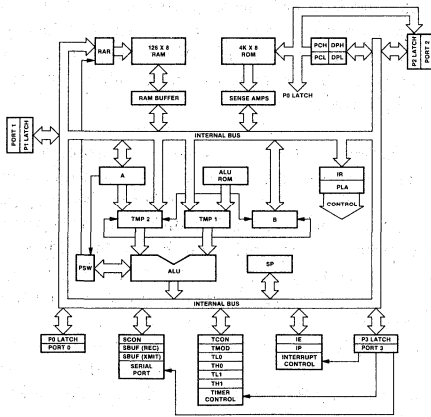 RAR
128 X 8
RAM
4K X 8
ROM
PCH
DPH
PCL
DPL
P2 LATCH
PORT 2
P0 LATCH
RAM BUFFER
SENSE AMPS
PORT 1
P1 LATCH
INTERNAL BUS
A
ALU
ROM
IR
PLA
CONTROL
TMP 2
TMP 1
B
PSW
ALU
SP
INTERNAL BUS
P0 LATCH
PORT 0
SCON
SBUF (REC)
SBUF (XMIT)
SERIAL
PORT
TCON
TMOD
TL0
TH0
TL1
TH1
TIMER
CONTROL
IE
IP
INTERRUPT
CONTROL
P3 LATCH
PORT 3